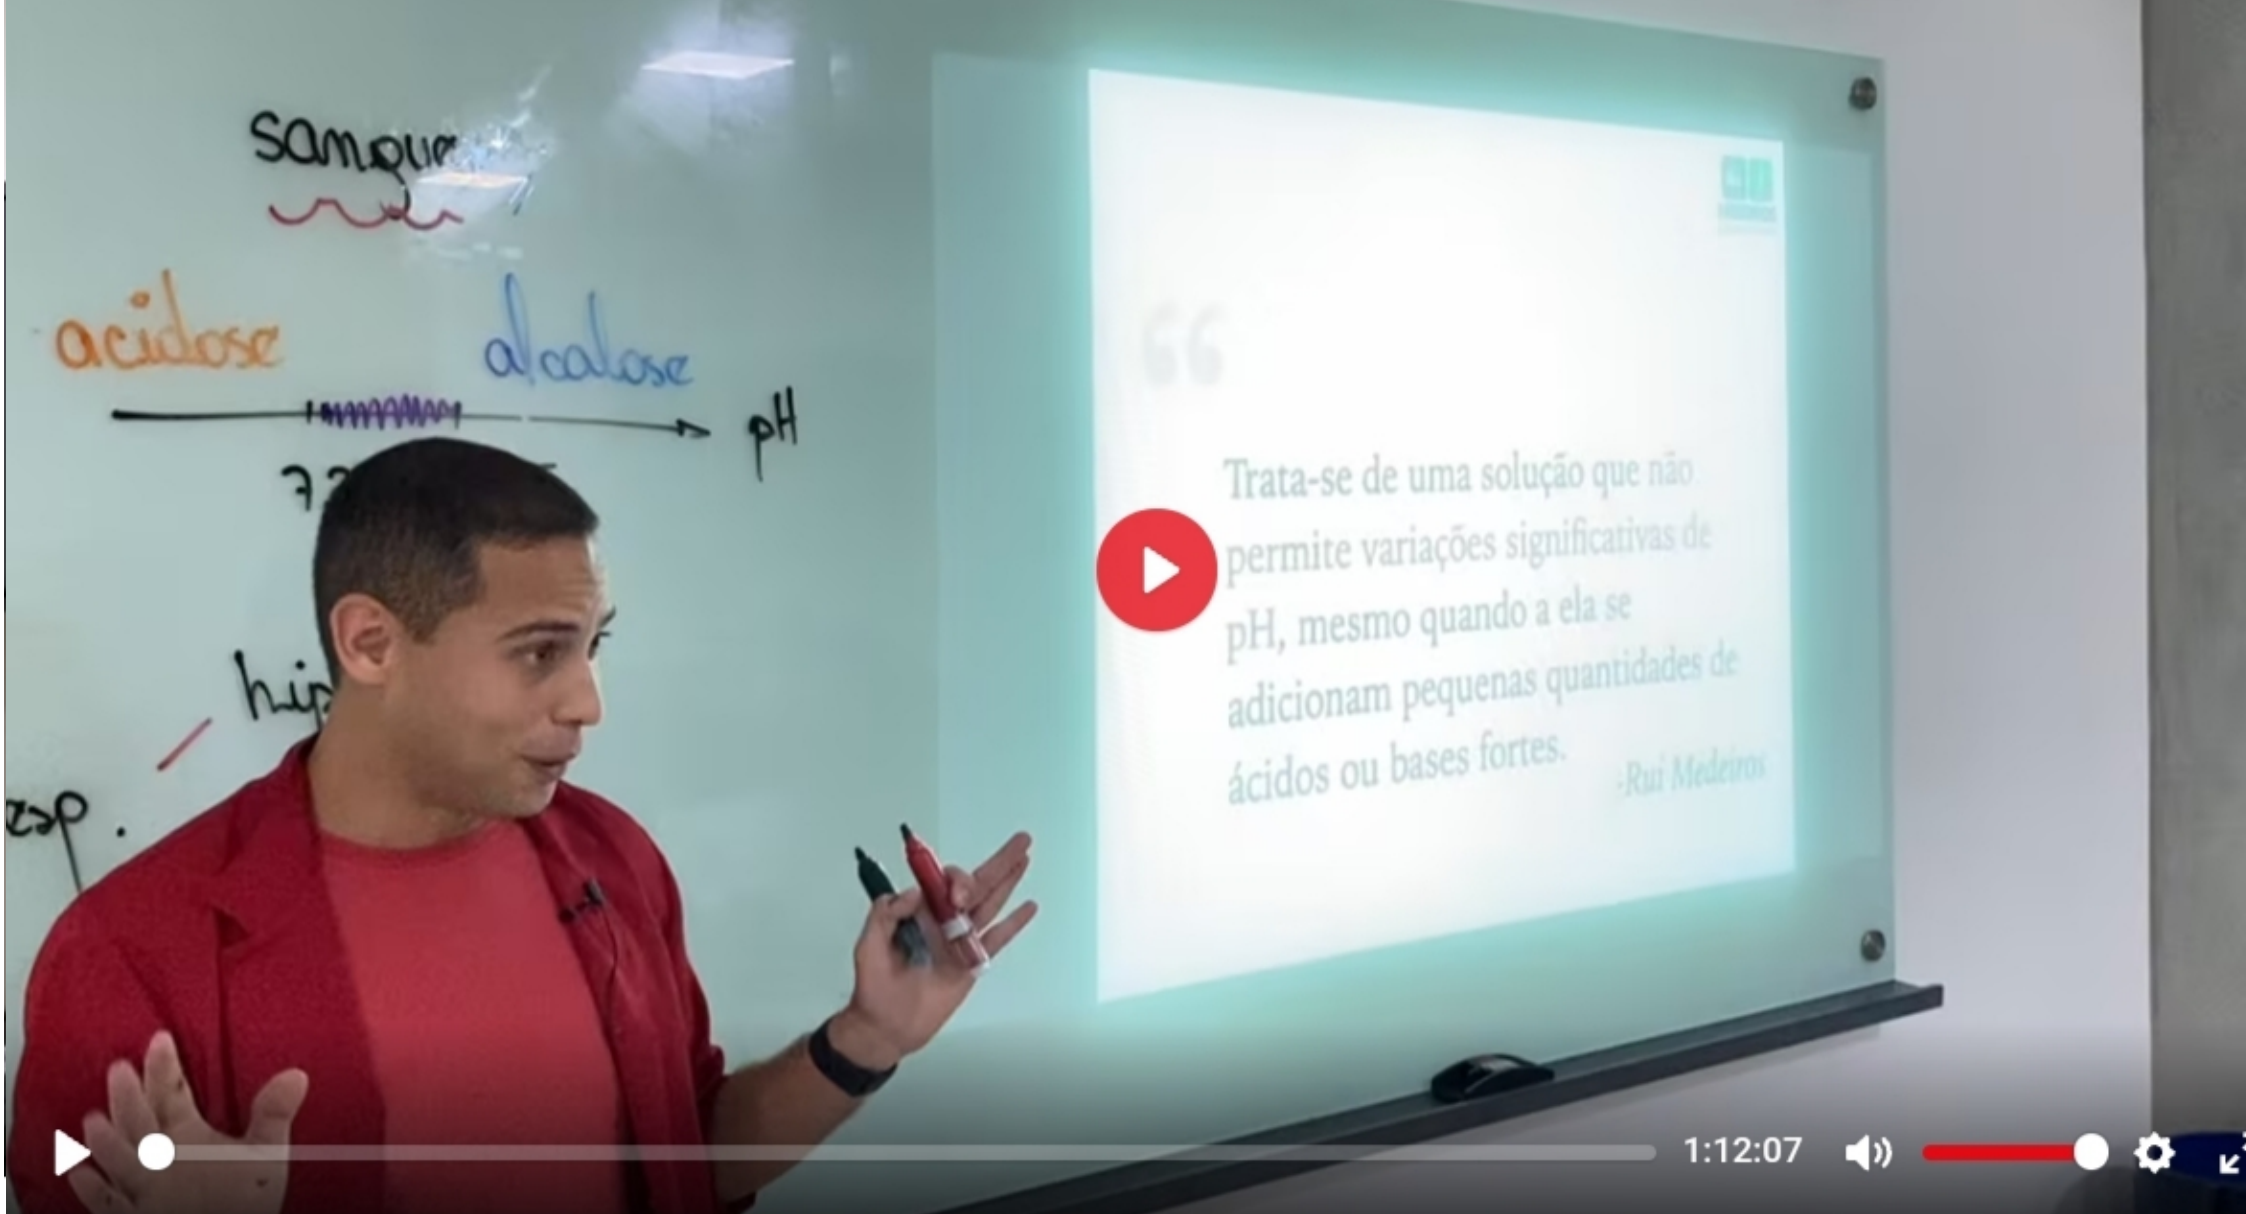 sangue
acidose
alcalose
pH
Trata-se de uma solução que não
permite variações significativas de
pH, mesmo quando a ela se
adicionam pequenas quantidades de
ácidos ou bases fortes.
-Rui Medeiros
1:12:07